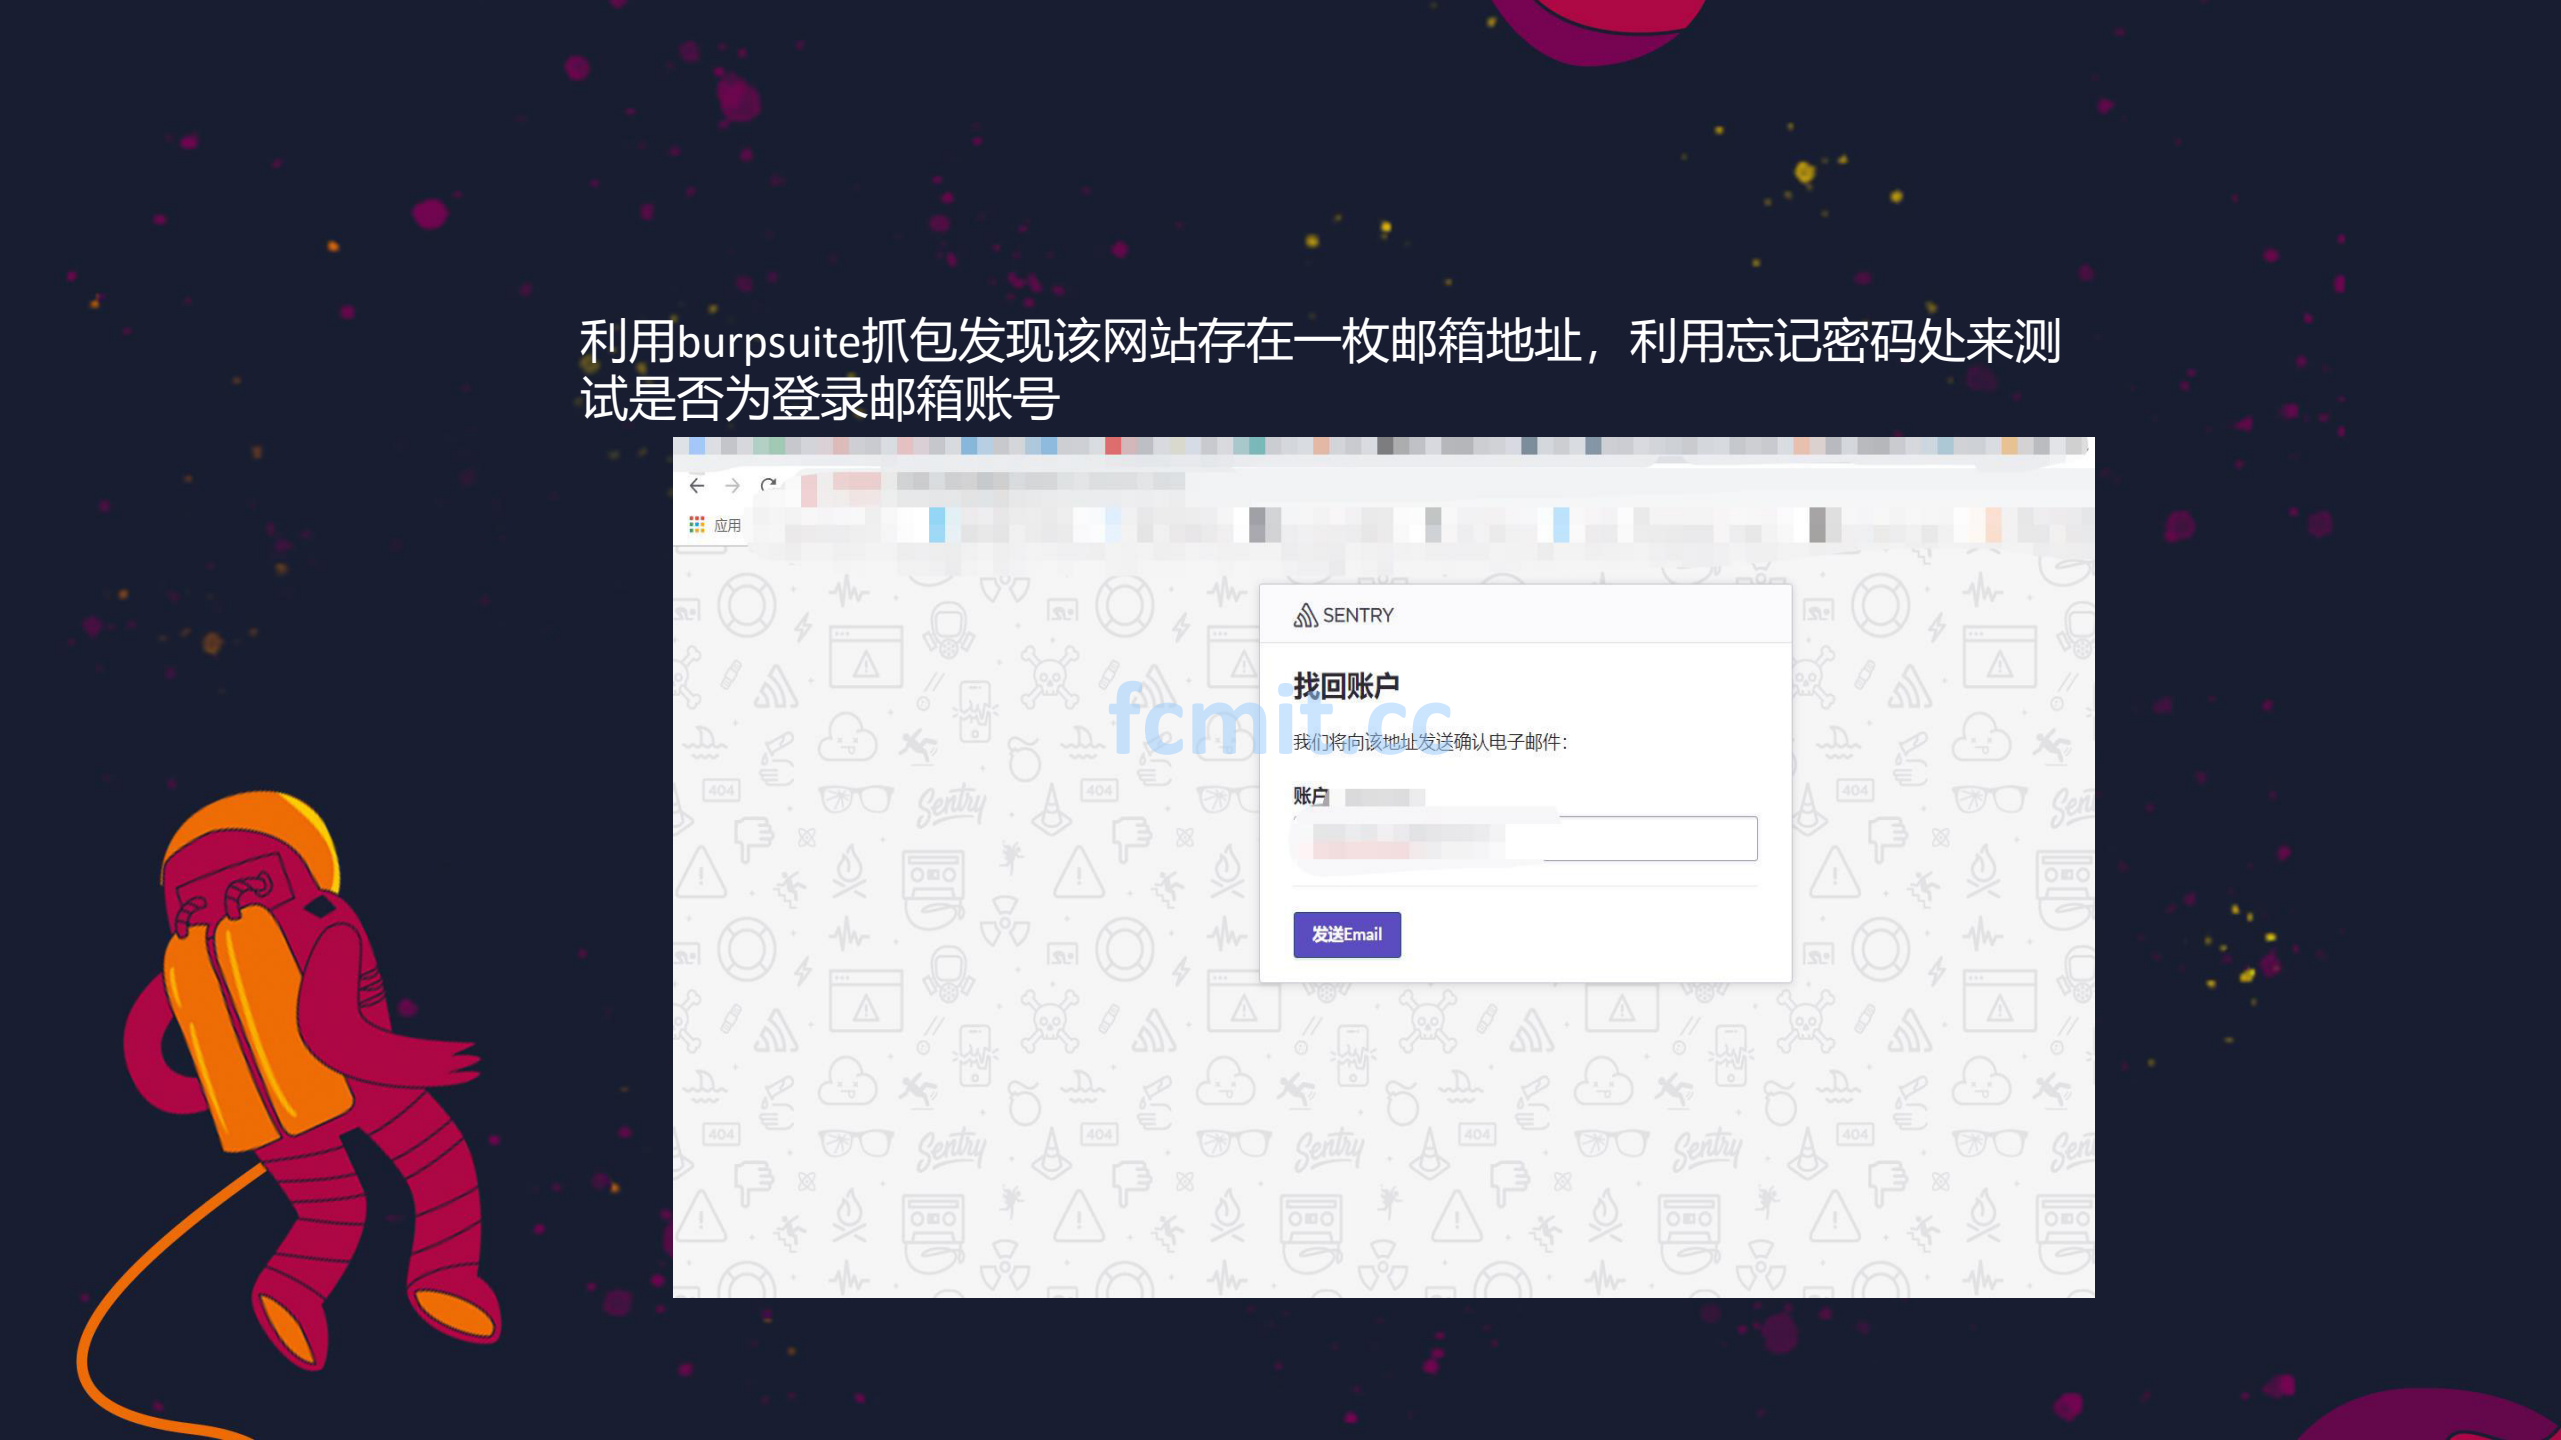 利用burpsuite抓包发现该网站存在一枚邮箱地址，利用忘记密码处来测
试是否为登录邮箱账号
应用
SENTRY
找回账户
fcmit.cc
我们将向该地址发送确认电子邮件：
账户
发送Email